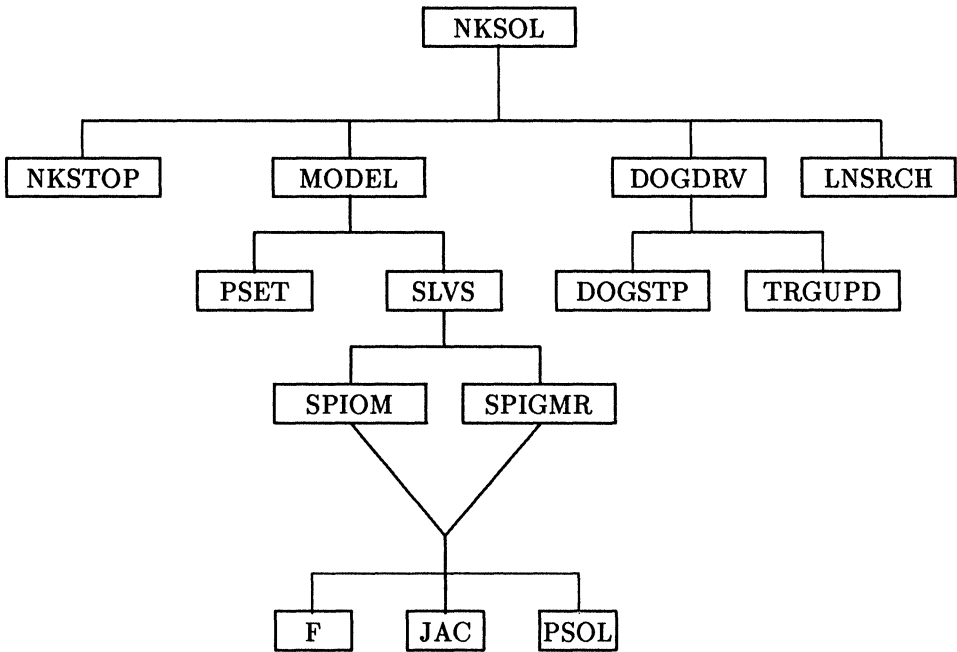 NKSOL
NKSTOP
MODEL
DOGDRV
LNSRCH
PSET
SLVS
DOGSTP
TRGUPD
SPIOM
SPIGMR
F
JAC
PSOL